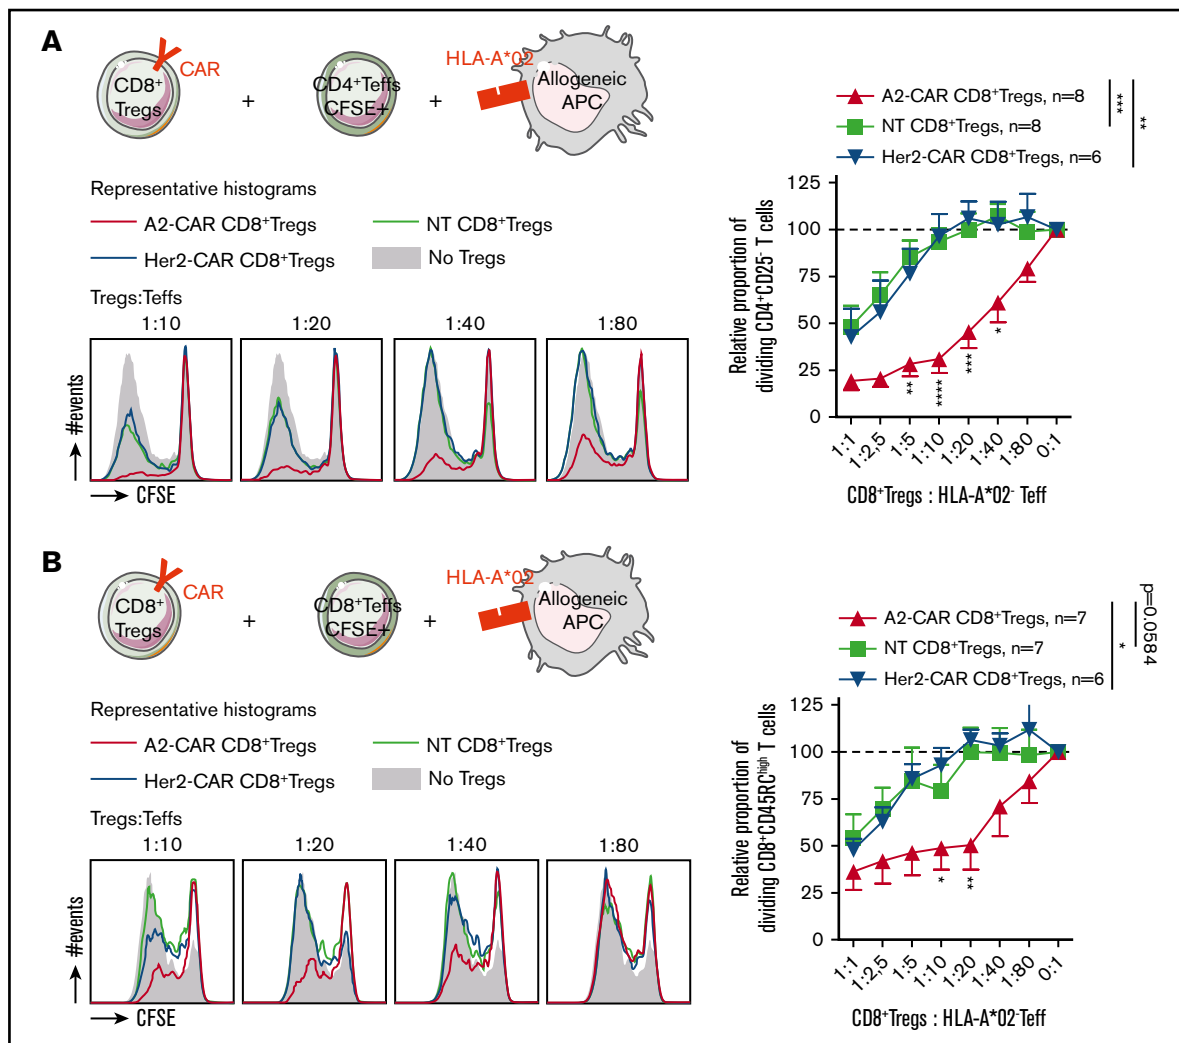 A
CD8+
Tregs
CAR
+
CD4+Teffs
CFSE+
+
HLA-A*02
Allogeneic
APC
Representative histograms
A2-CAR CD8+Tregs
NT CD8+Tregs
Her2-CAR CD8+Tregs
No Tregs
Tregs:Teffs
1:10
1:20
1:40
1:80
#events
CFSE
A2-CAR CD8+Tregs, n=8
NT CD8+Tregs, n=8
Her2-CAR CD8+Tregs, n=6
***
**
Relative proportion of
dividing CD4+CD25- T cells
125
100
75
50
25
0
**
****
***
*
1:1
1:2,5
1:5
1:10
1:20
1:40
1:80
0:1
CD8+Tregs : HLA-A*02- Teff
B
CD8+
Tregs
CAR
+
CD8+Teffs
CFSE+
+
HLA-A*02
Allogeneic
APC
Representative histograms
A2-CAR CD8+Tregs
NT CD8+Tregs
Her2-CAR CD8+Tregs
No Tregs
Tregs:Teffs
1:10
1:20
1:40
1:80
#events
CFSE
A2-CAR CD8+Tregs, n=7
NT CD8+Tregs, n=7
Her2-CAR CD8+Tregs, n=6
*
p=0.0584
Relative proportion of
dividing CD8+CD45RChigh T cells
125
100
75
50
25
0
*
**
1:1
1:2,5
1:5
1:10
1:20
1:40
1:80
0:1
CD8+Tregs : HLA-A*02-Teff